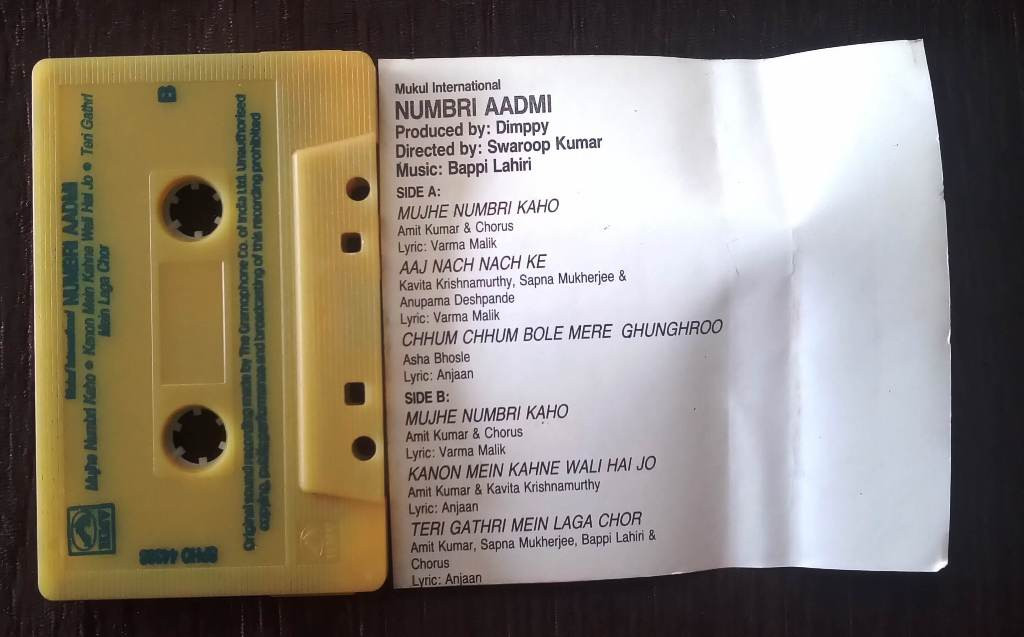 B
Mukul International NUMBRI AADMI
Mujhe Numbri Kaho ● Kanon Mein Kahne Wali Hai Jo ● Teri Gathri
Mein Laga Chor
Original sound recording made by The Gramophone Co. of India Ltd. Unauthorised
copying, public performance and broadcasting of this recording prohibited
Mukul International
NUMBRI AADMI
Produced by: Dimppy
Directed by: Swaroop Kumar
Music: Bappi Lahiri
SIDE A:
MUJHE NUMBRI KAHO
Amit Kumar & Chorus
Lyric: Varma Malik
AAJ NACH NACH KE
Kavita Krishnamurthy, Sapna Mukherjee &
Anupama Deshpande
Lyric: Varma Malik
CHHUM CHHUM BOLE MERE GHUNGHROO
Asha Bhosle
Lyric: Anjaan
SIDE B:
MUJHE NUMBRI KAHO
Amit Kumar & Chorus
Lyric: Varma Malik
KANON MEIN KAHNE WALI HAI JO
Amit Kumar & Kavita Krishnamurthy
Lyric: Anjaan
TERI GATHRI MEIN LAGA CHOR
Amit Kumar, Sapna Mukherjee, Bappi Lahiri &
Chorus
Lyric: Anjaan